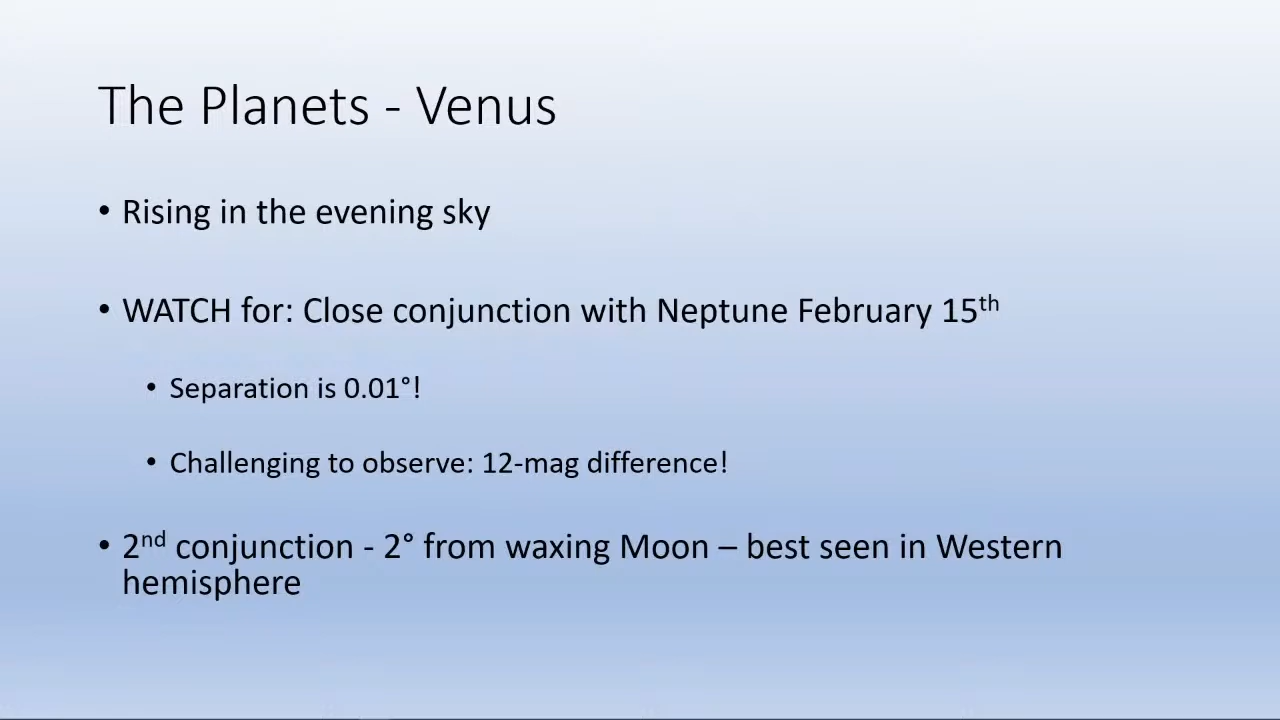 The Planets - Venus
• Rising in the evening sky
• WATCH for: Close conjunction with Neptune February 15th
• Separation is 0.01°!
• Challenging to observe: 12-mag difference!
• 2nd conjunction - 2° from waxing Moon – best seen in Western
hemisphere